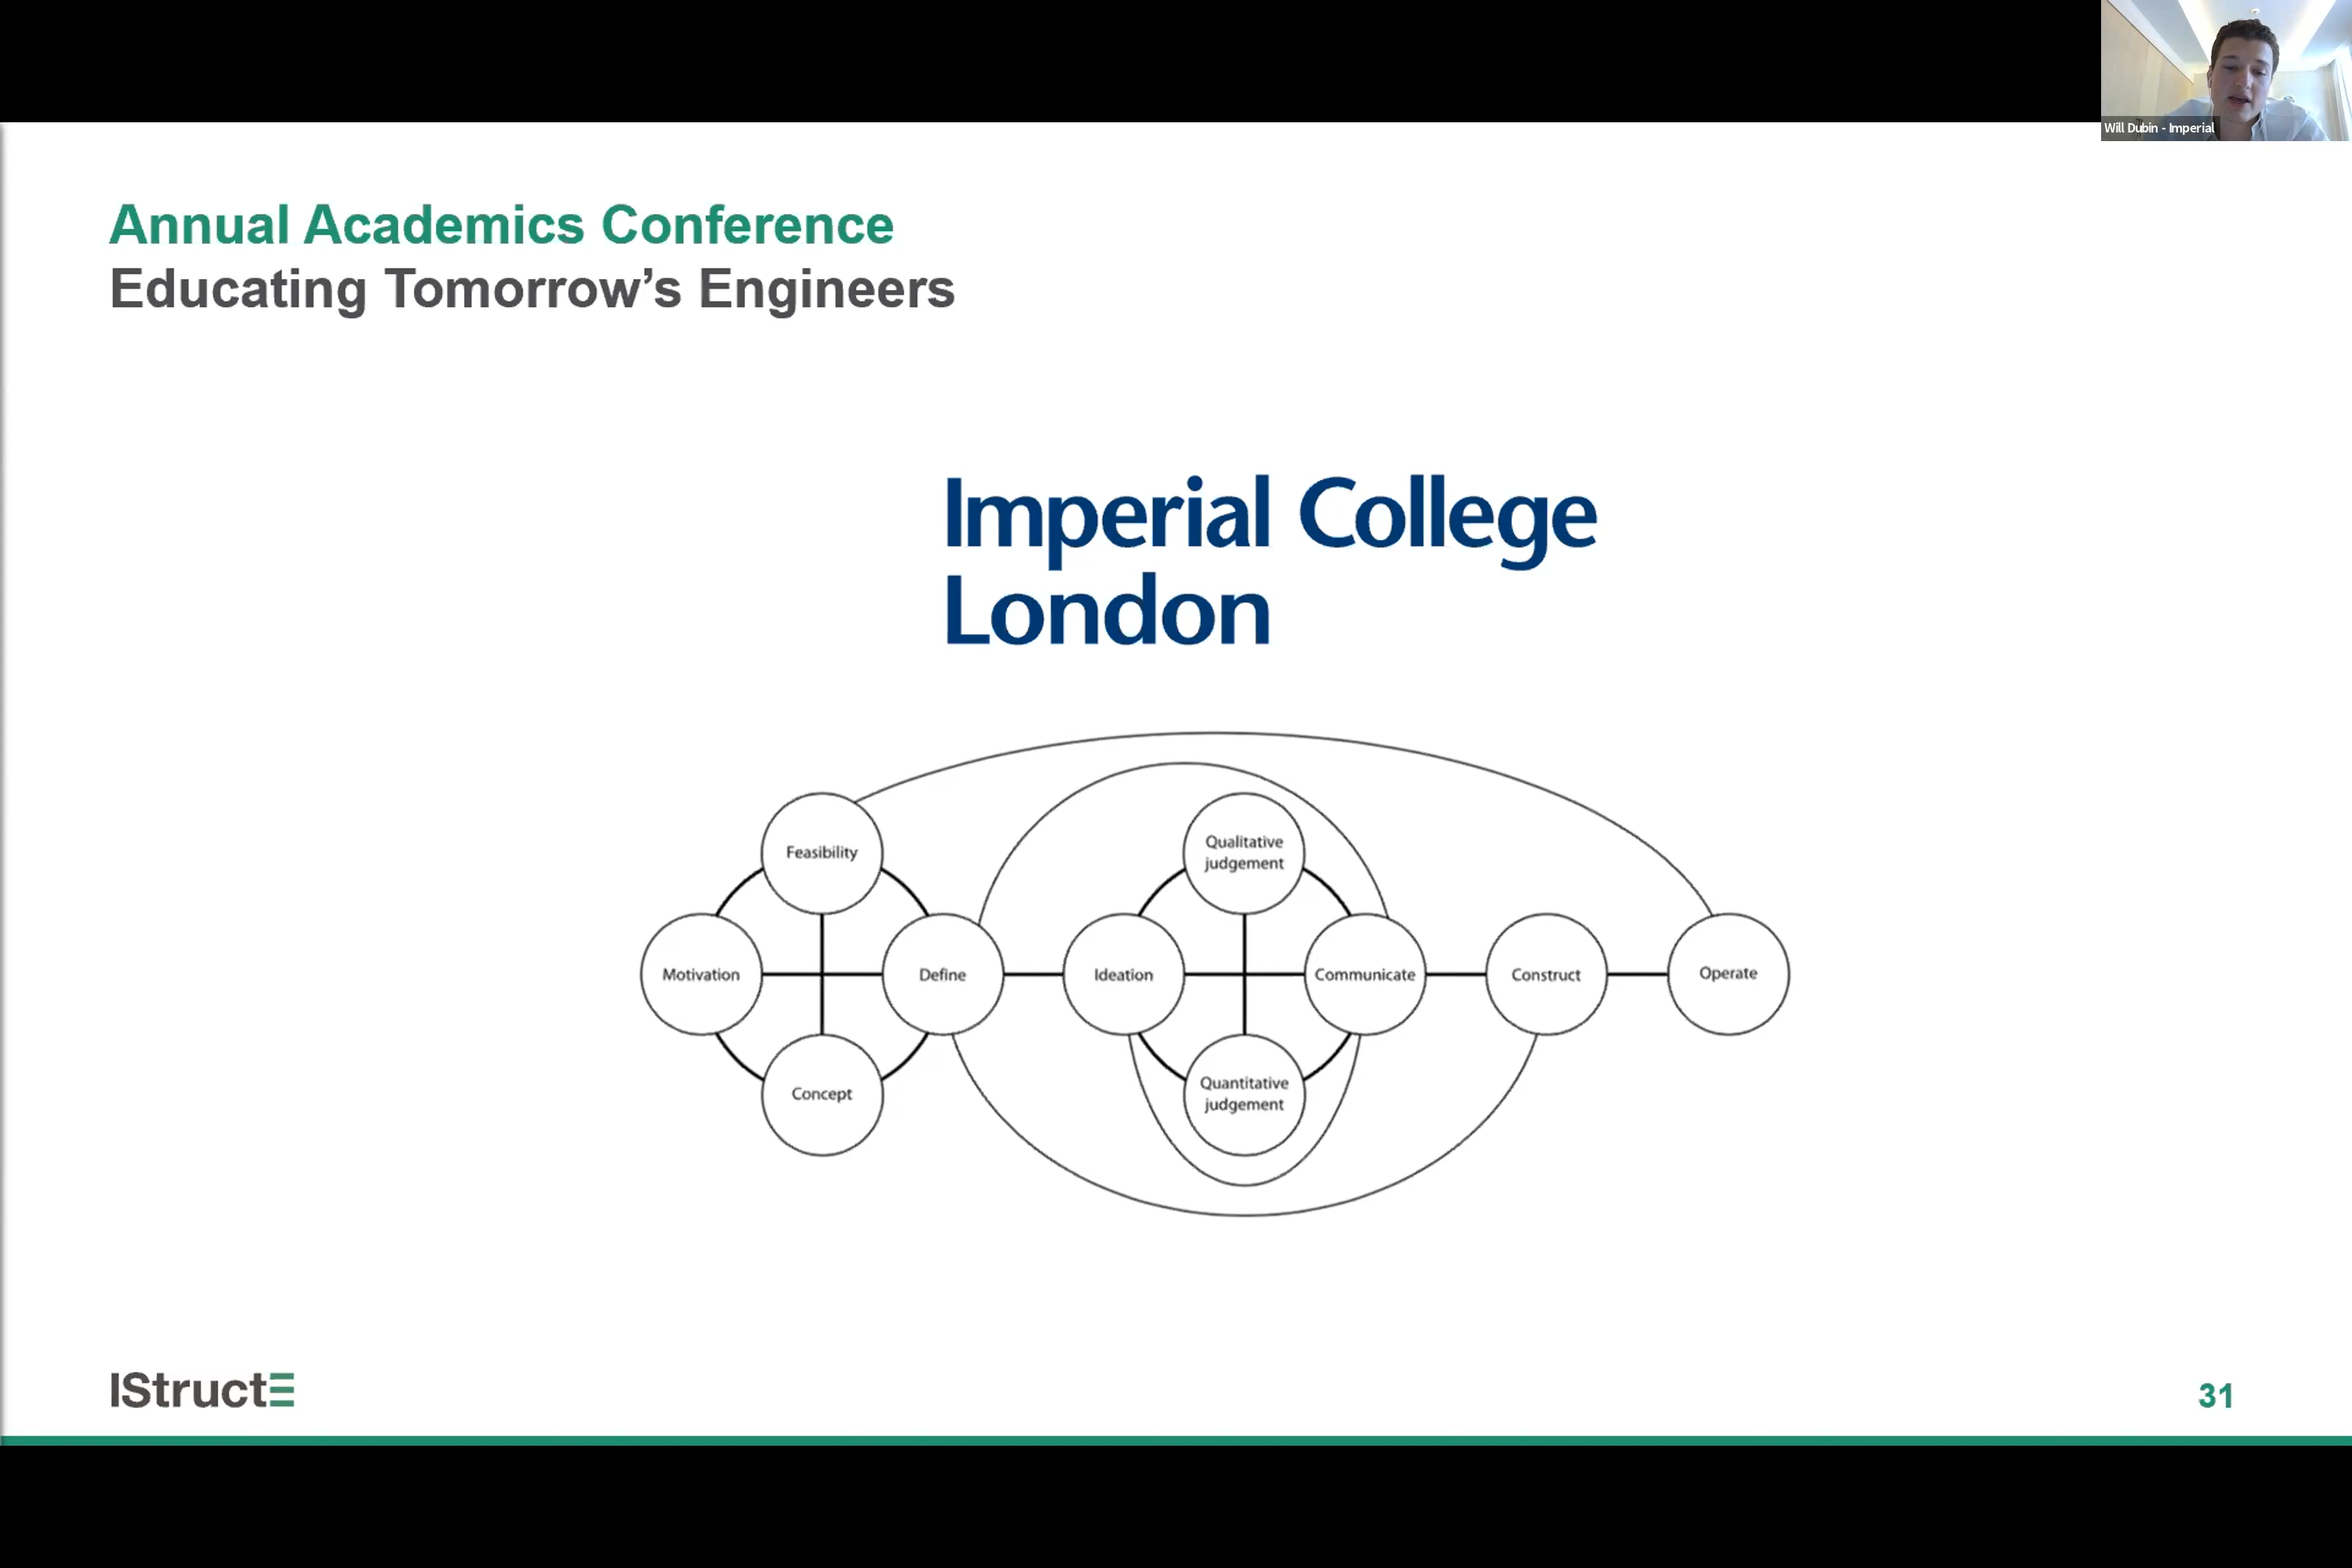 Will Dubin - Imperial
Annual Academics Conference
Educating Tomorrow’s Engineers
Imperial College
London
Feasibility
Qualitative
judgement
Motivation
Define
Ideation
Communicate
Construct
Operate
Concept
Quantitative
judgement
IStructE
31